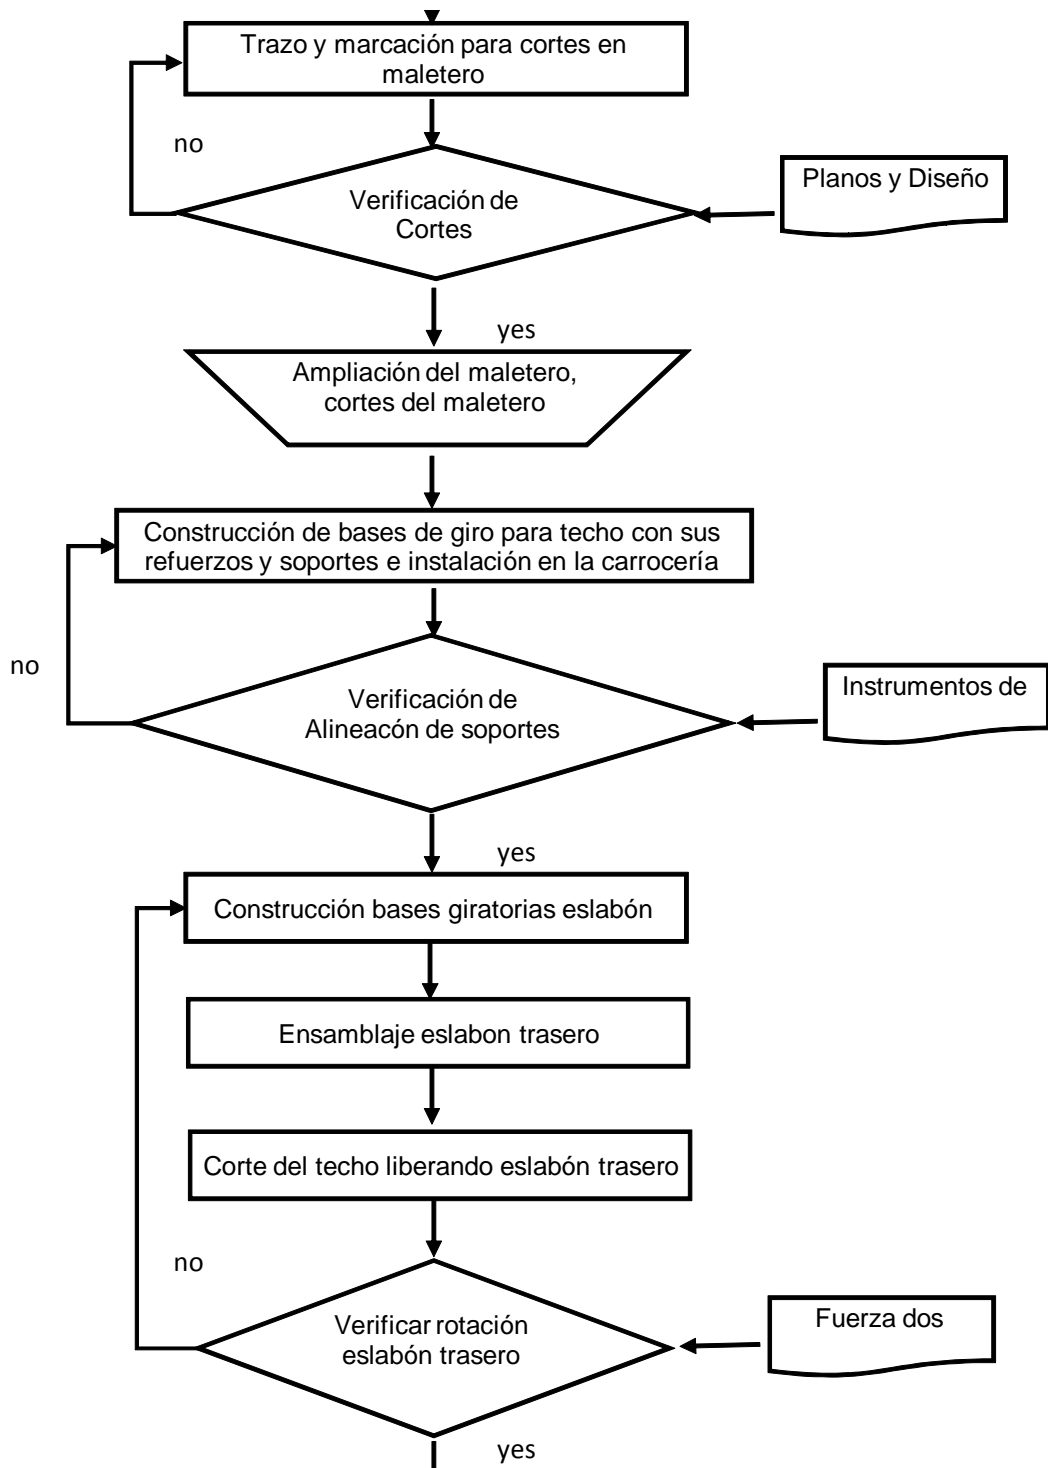 Trazo y marcación para cortes en
maletero
no
Planos y Diseño
Verificación de
Cortes
yes
Ampliación del maletero,
cortes del maletero
Construcción de bases de giro para techo con sus
refuerzos y soportes e instalación en la carrocería
no
Instrumentos de
Verificación de
Alineacón de soportes
yes
Construcción bases giratorias eslabón
Ensamblaje eslabon trasero
Corte del techo liberando eslabón trasero
no
Fuerza dos
Verificar rotación
eslabón trasero
yes